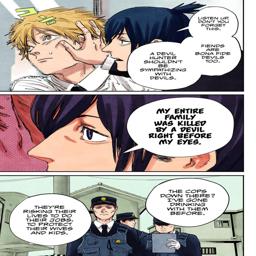 LISTEN UP.
DON'T YOU
FORGET
THIS.
FIENDS
ARE
BONA FIDE
DEVILS
TOO.
A DEVIL
HUNTER
SHOULDN'T
BE
SYMPATHIZING
WITH
DEVILS.
MY ENTIRE
FAMILY
WAS KILLED
BY A DEVIL
RIGHT BEFORE
MY EYES.
THE COPS
DOWN THERE?
I'VE GONE
DRINKING
WITH THEM
BEFORE.
THEY'RE
RISKING THEIR
LIVES TO DO
THEIR JOBS,
TO PROTECT
THEIR WIVES
AND KIDS.